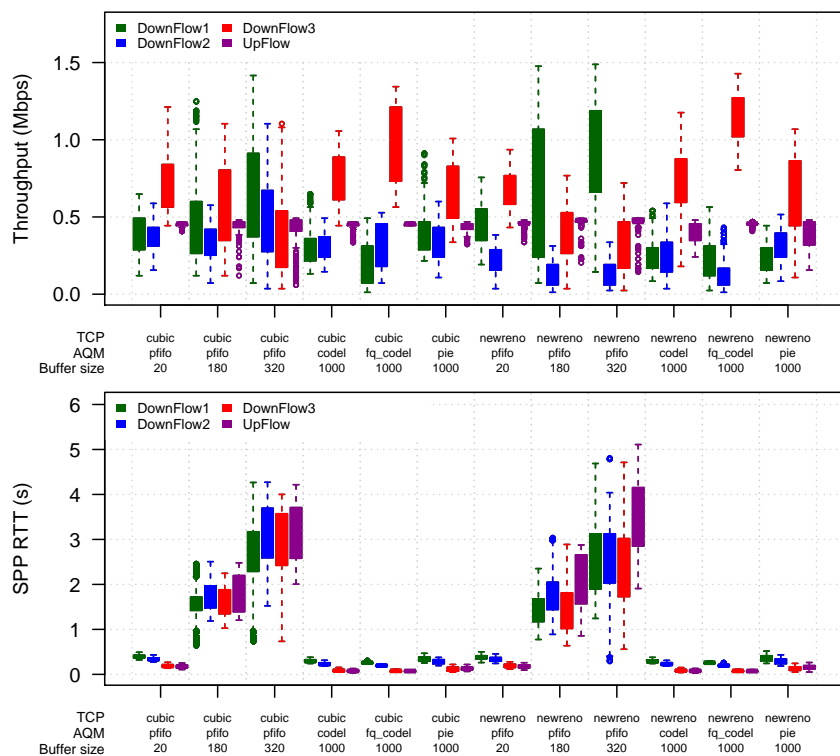 DownFlow1 DownFlow3
DownFlow2 UpFlow
Throughput (Mbps)
1.5
1.0
0.5
0.0
TCP cubic cubic cubic cubic cubic cubic newreno newreno newreno newreno newreno newreno
AQM pfifo pfifo pfifo codel fq_codel pie pfifo pfifo pfifo codel fq_codel pie
Buffer size 20 180 320 1000 1000 1000 20 180 320 1000 1000 1000
DownFlow1 DownFlow3
DownFlow2 UpFlow
SPP RTT (s)
6
5
4
3
2
1
0
TCP cubic cubic cubic cubic cubic cubic newreno newreno newreno newreno newreno newreno
AQM pfifo pfifo pfifo codel fq_codel pie pfifo pfifo pfifo codel fq_codel pie
Buffer size 20 180 320 1000 1000 1000 20 180 320 1000 1000 1000